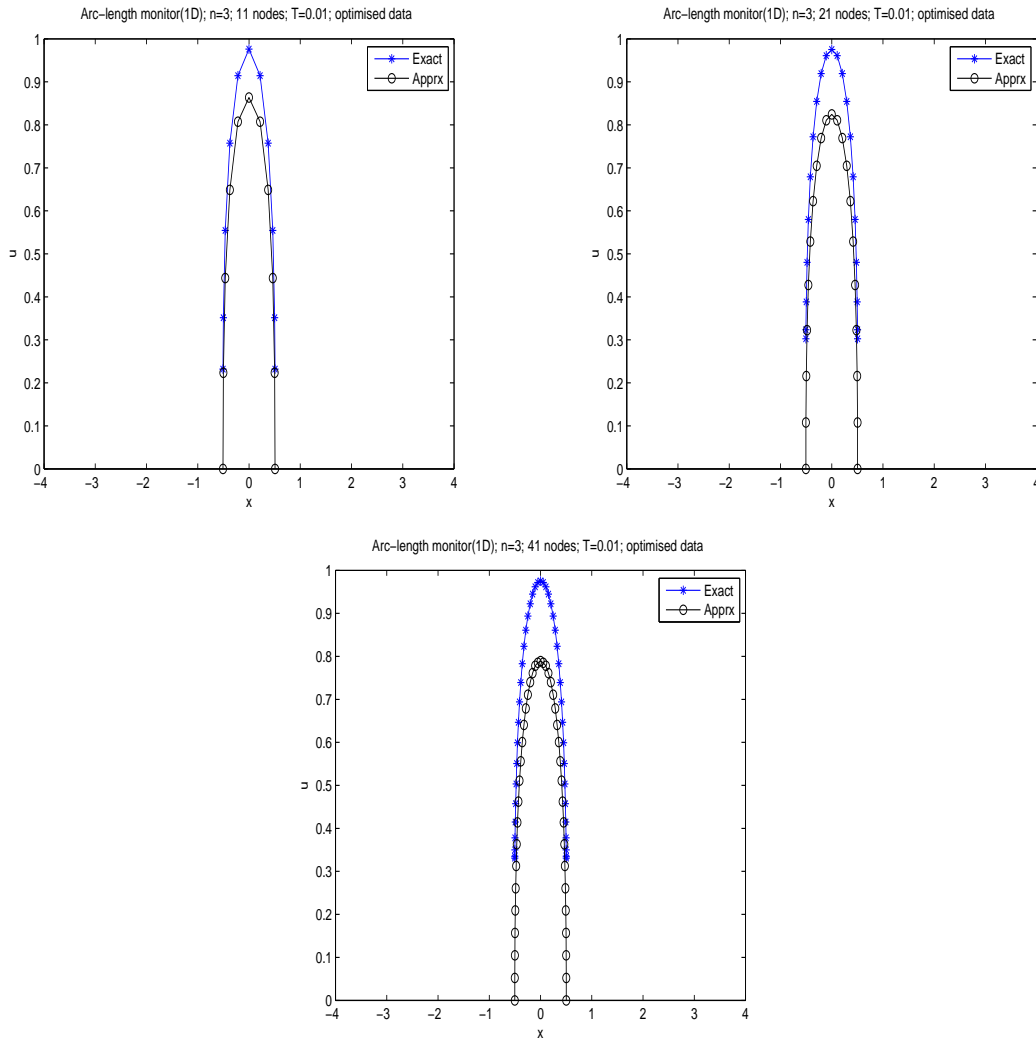 Arc-length monitor(1D); n=3; 11 nodes; T=0.01; optimised data
1
0.9
0.8
0.7
0.6
0.5
0.4
0.3
0.2
0.1
0
u
−4 −3 −2 −1 0 1 2 3 4
x
Exact
Apprx
Arc-length monitor(1D); n=3; 21 nodes; T=0.01; optimised data
1
0.9
0.8
0.7
0.6
0.5
0.4
0.3
0.2
0.1
0
u
−4 −3 −2 −1 0 1 2 3 4
x
Exact
Apprx
Arc-length monitor(1D); n=3; 41 nodes; T=0.01; optimised data
1
0.9
0.8
0.7
0.6
0.5
0.4
0.3
0.2
0.1
0
u
−4 −3 −2 −1 0 1 2 3 4
x
Exact
Apprx